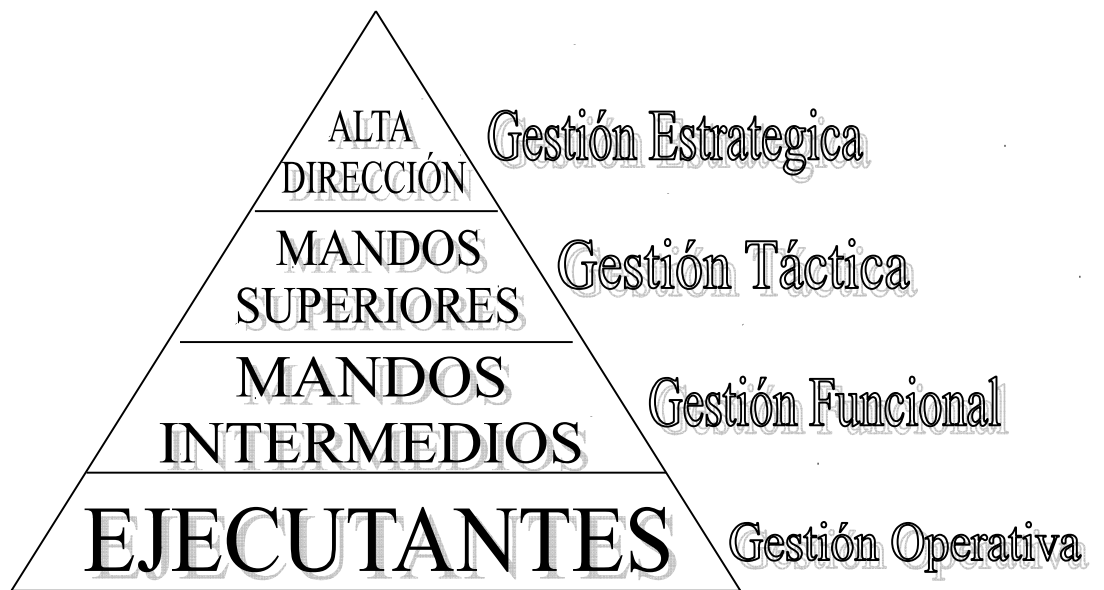 ALTA
DIRECCIÓN
Gestión Estrategica
MANDOS
SUPERIORES
Gestión Táctica
MANDOS
INTERMEDIOS
Gestión Funcional
EJECUTANTES
Gestión Operativa